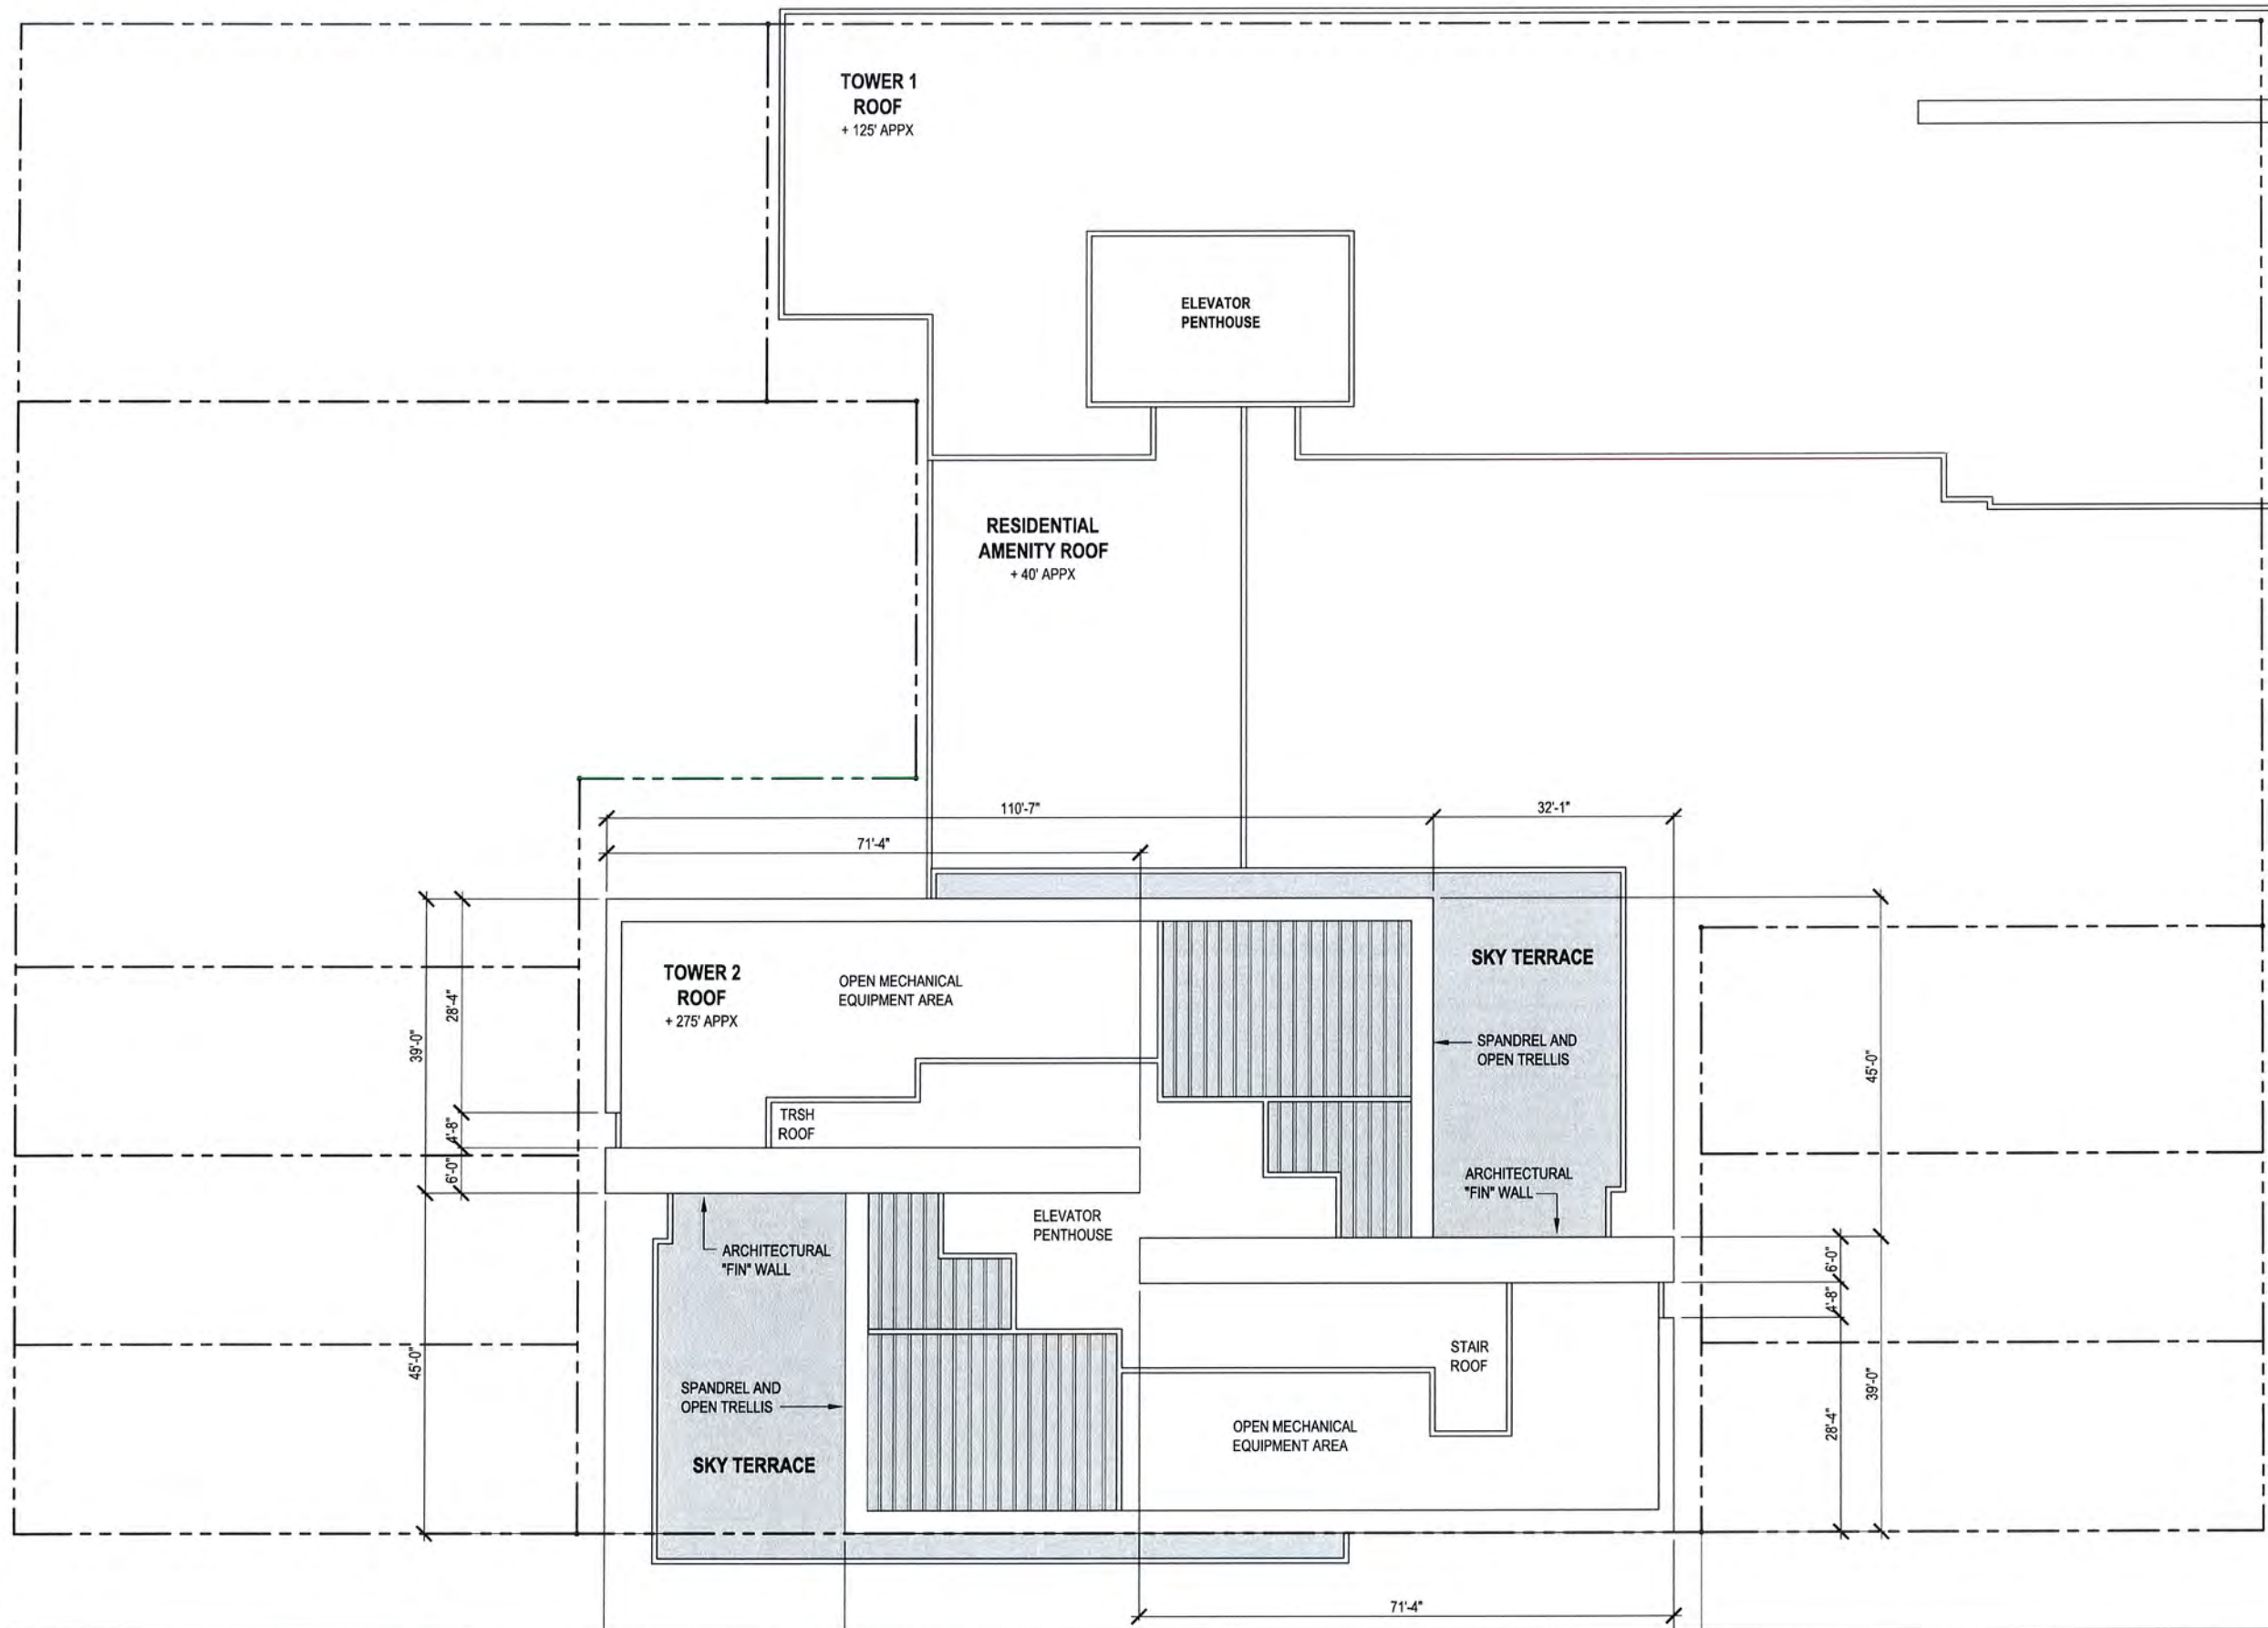 TOWER 1
ROOF
+ 125' APPX
ELEVATOR
PENTHOUSE
RESIDENTIAL
AMENITY ROOF
+ 40' APPX
110'-7"
32'-1"
71'-4"
TOWER 2
ROOF
+ 275' APPX
OPEN MECHANICAL
EQUIPMENT AREA
SKY TERRACE
SPANDREL AND
OPEN TRELLIS
28'-4"
39'-0"
45'-0"
TRSH
ROOF
4'-8"
6'-0"
ARCHITECTURAL
"FIN" WALL
ELEVATOR
PENTHOUSE
ARCHITECTURAL
"FIN" WALL
6'-0"
4'-8"
45'-0"
STAIR
ROOF
39'-0"
28'-4"
SPANDREL AND
OPEN TRELLIS
OPEN MECHANICAL
EQUIPMENT AREA
SKY TERRACE
71'-4"